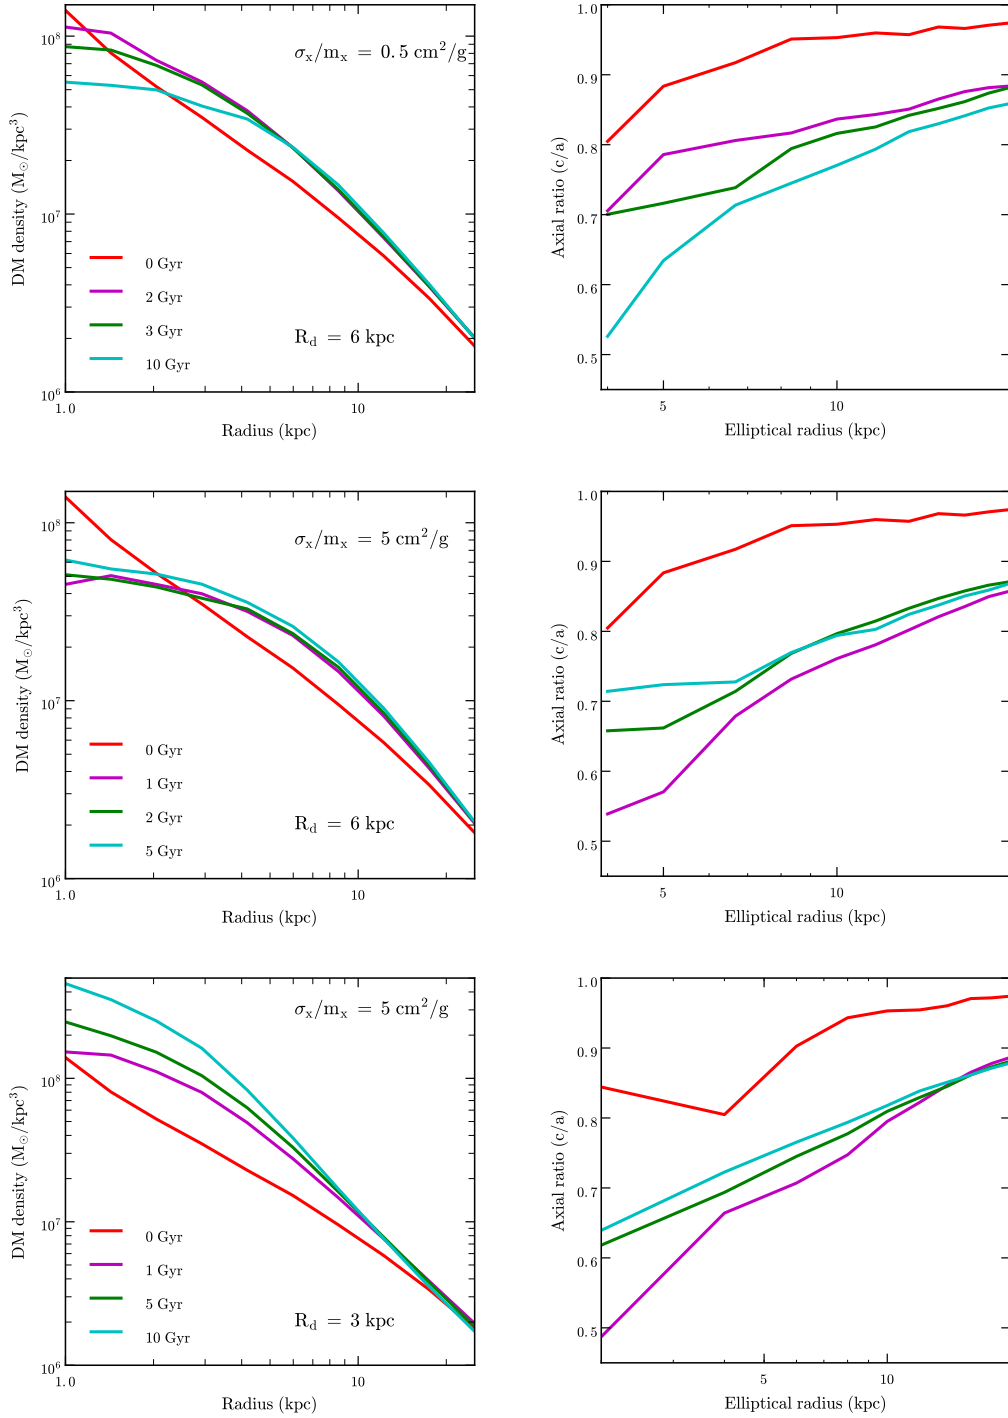 10⁸
10⁷
10⁶
DM density (M☉/kpc³)
σₓ/mₓ = 0.5 cm²/g
0 Gyr
2 Gyr
3 Gyr
10 Gyr
R_d = 6 kpc
1.0
10
Radius (kpc)
1.0
0.9
0.8
0.7
0.6
0.5
Axial ratio (c/a)
5
10
Elliptical radius (kpc)
10⁸
10⁷
10⁶
DM density (M☉/kpc³)
σₓ/mₓ = 5 cm²/g
0 Gyr
1 Gyr
2 Gyr
5 Gyr
R_d = 6 kpc
1.0
10
Radius (kpc)
1.0
0.9
0.8
0.7
0.6
0.5
Axial ratio (c/a)
5
10
Elliptical radius (kpc)
10⁸
10⁷
10⁶
DM density (M☉/kpc³)
σₓ/mₓ = 5 cm²/g
0 Gyr
1 Gyr
5 Gyr
10 Gyr
R_d = 3 kpc
1.0
10
Radius (kpc)
1.0
0.9
0.8
0.7
0.6
0.5
Axial ratio (c/a)
5
10
Elliptical radius (kpc)